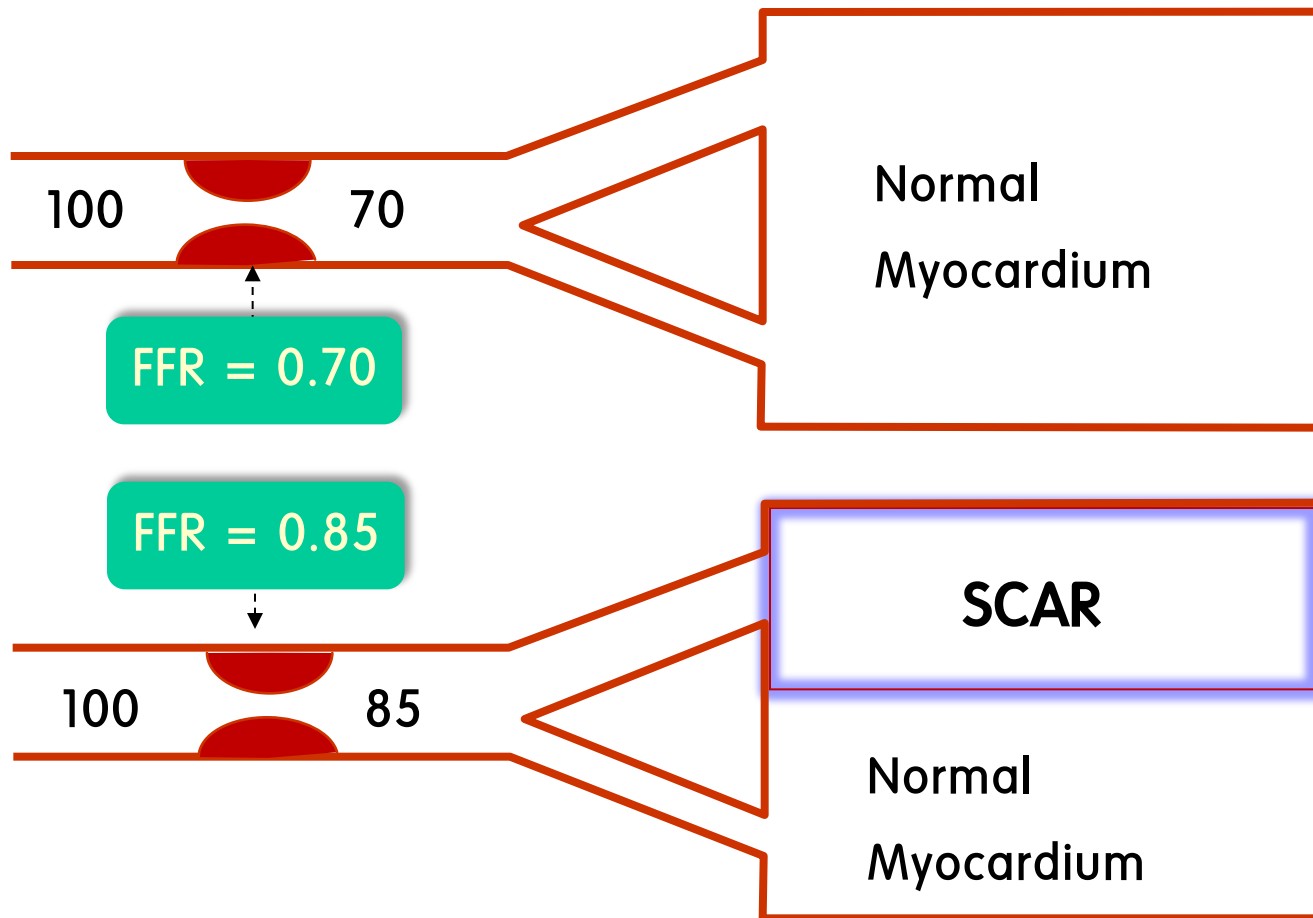 100
70
Normal
Myocardium
FFR = 0.70
FFR = 0.85
SCAR
100
85
Normal
Myocardium